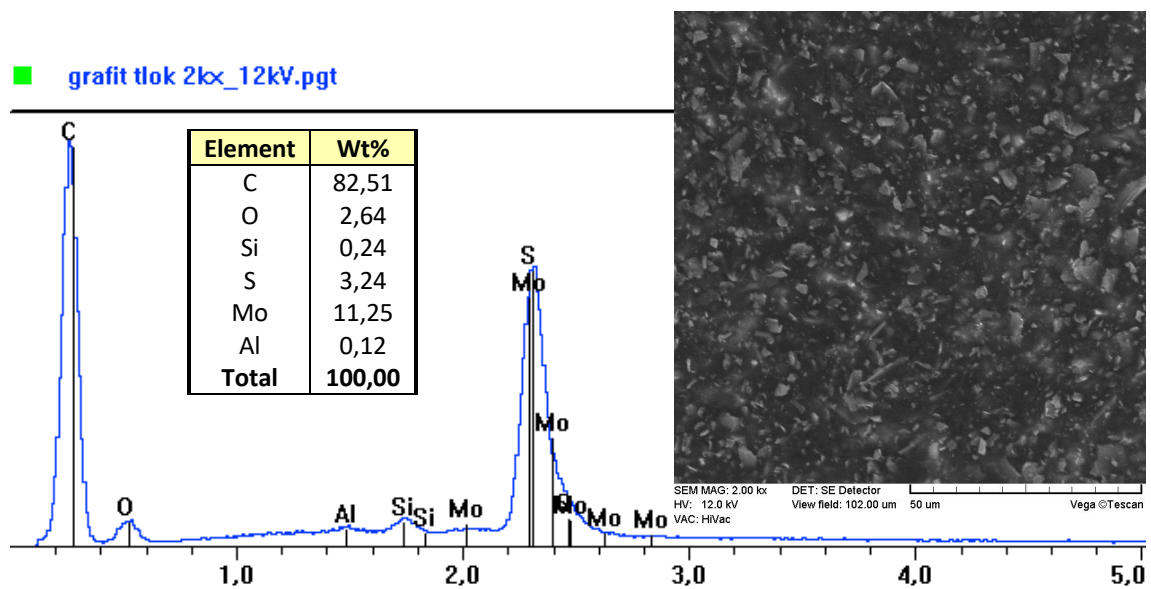 grafit tlok 2kx_12kV.pgt
Element Wt%
C 82,51
O 2,64
Si 0,24
S 3,24
Mo 11,25
Al 0,12
Total 100,00
C
O
Al
Si
Si
Mo
S
Mo
Mo
Mo
Mo
Mo
1,0 2,0 3,0 4,0 5,0
SEM MAG: 2.00 kx DET: SE Detector
HV: 12.0 kV View field: 102.00 um 50 um Vega ©Tescan
VAC: HiVac